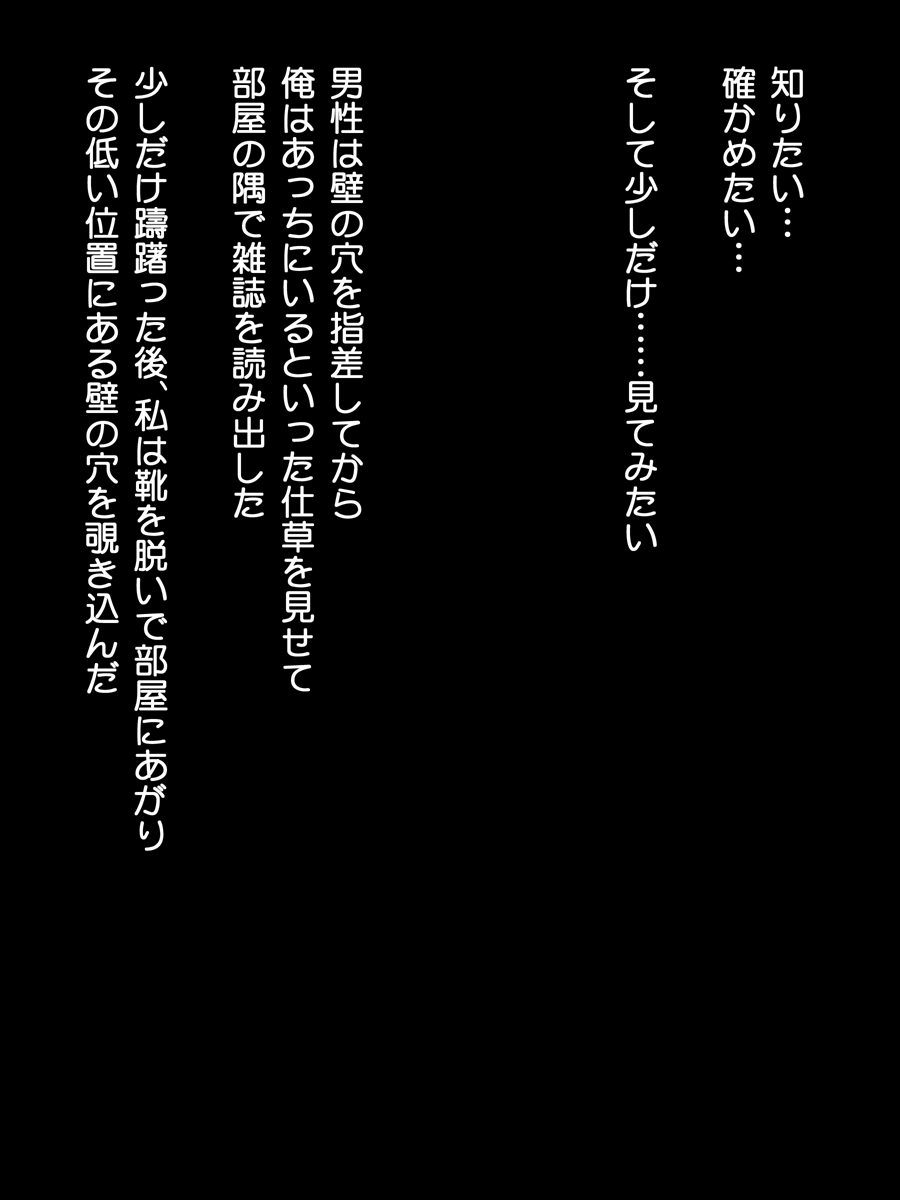 知りたい…
確かめたい…
そして少しだけ……見てみたい
男性は壁の穴を指差してから
俺はあっちにいるといった仕草を見せて
部屋の隅で雑誌を読み出した
少しだけ躊躇った後、私は靴を脱いで部屋にあがり
その低い位置にある壁の穴を覗き込んだ